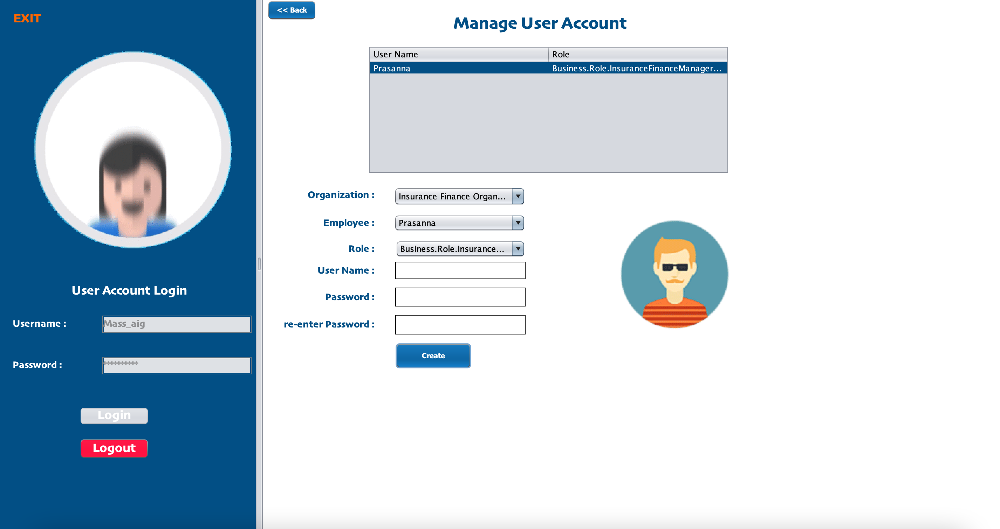 EXIT
User Account Login
Username :
Mass_aig
Password :
**********
Login
Logout
<< Back
Manage User Account
User Name Role
Prasanna Business.Role.InsuranceFinanceManager...
Organization : Insurance Finance Organ...
Employee : Prasanna
Role : Business.Role.Insurance...
User Name :
Password :
re-enter Password :
Create